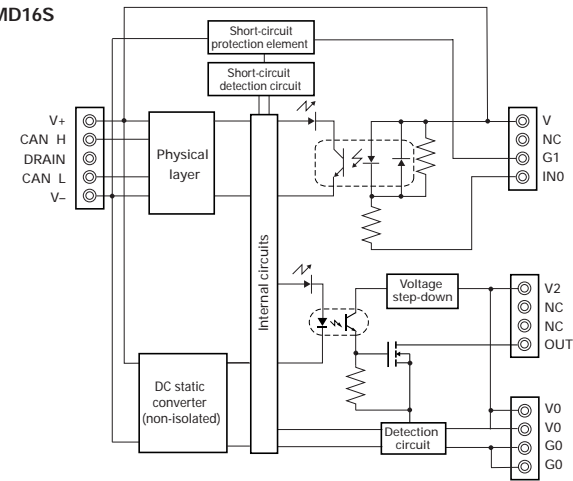 MD16S
Short-circuit
protection element
Short-circuit
detection circuit
V+
CAN H
DRAIN
CAN L
V–
Physical
layer
V
NC
G1
IN0
Internal circuits
Voltage
step-down
V2
NC
NC
OUT
DC static
converter
(non-isolated)
Detection
circuit
V0
V0
G0
G0